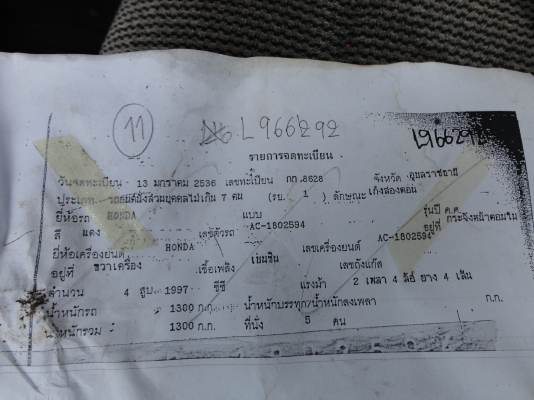 11 L966292 L966292
รายการจดทะเบียน
วันจดทะเบียน 13 มกราคม 2536 เลขทะเบียน กก.8628 จังหวัด อุบลราชธานี
ประเภท รถยนต์นั่งส่วนบุคคลไม่เกิน 7 คน (รย. 1 ) ลักษณะ เก๋งสองตอน
ยี่ห้อรถ HONDA แบบ รุ่นปี ค.ศ.
สี แดง เลขตัวรถ AC-1802594 อยู่ที่ กระจังหน้าคอมใน
ยี่ห้อเครื่องยนต์ HONDA เลขเครื่องยนต์ AC-1802594
อยู่ที่ ขวาเครื่อง เชื้อเพลิง เบนซิน เลขถังแก๊ส
จำนวน 4 สูบ 1997 ซีซี แรงม้า 2 เพลา 4 ล้อ ยาง 4 เส้น
น้ำหนักรถ 1300 ก.ก. น้ำหนักบรรทุก/น้ำหนักลงเพลา ก.ก.
น้ำหนักรวม 1300 ก.ก. ที่นั่ง 5 คน